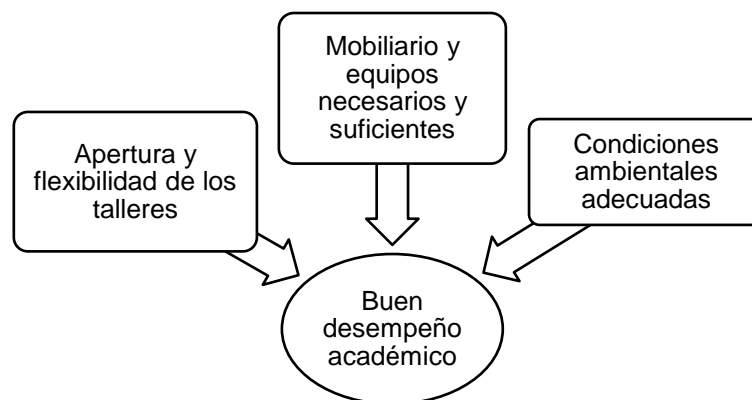 Mobiliario y
equipos
necesarios y
suficientes
Apertura y
flexibilidad de los
talleres
Condiciones
ambientales
adecuadas
Buen
desempeño
académico